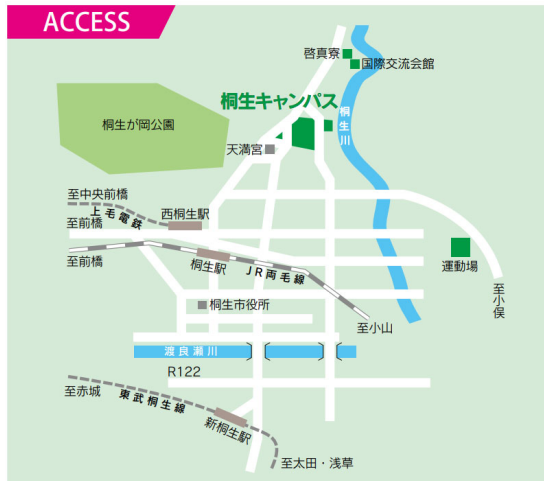 ACCESS
啓真寮
国際交流会館
桐生キャンパス
桐生川
桐生が岡公園
天満宮
至中央前橋
上毛電鉄
西桐生駅
至前橋
至前橋
桐生駅
JR両毛線
運動場
至小俣
桐生市役所
至小山
渡良瀬川
R122
至赤城
東武桐生線
新桐生駅
至太田・浅草